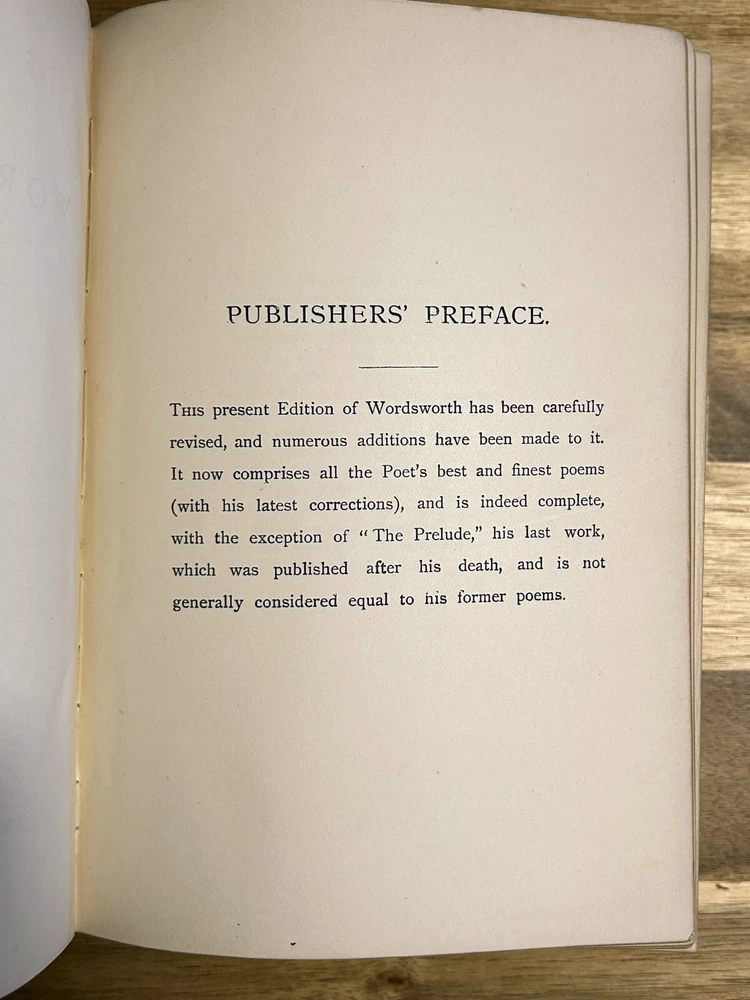 PUBLISHERS' PREFACE.
THIS present Edition of Wordsworth has been carefully
revised, and numerous additions have been made to it.
It now comprises all the Poet's best and finest poems
(with his latest corrections), and is indeed complete,
with the exception of “The Prelude,” his last work,
which was published after his death, and is not
generally considered equal to his former poems.